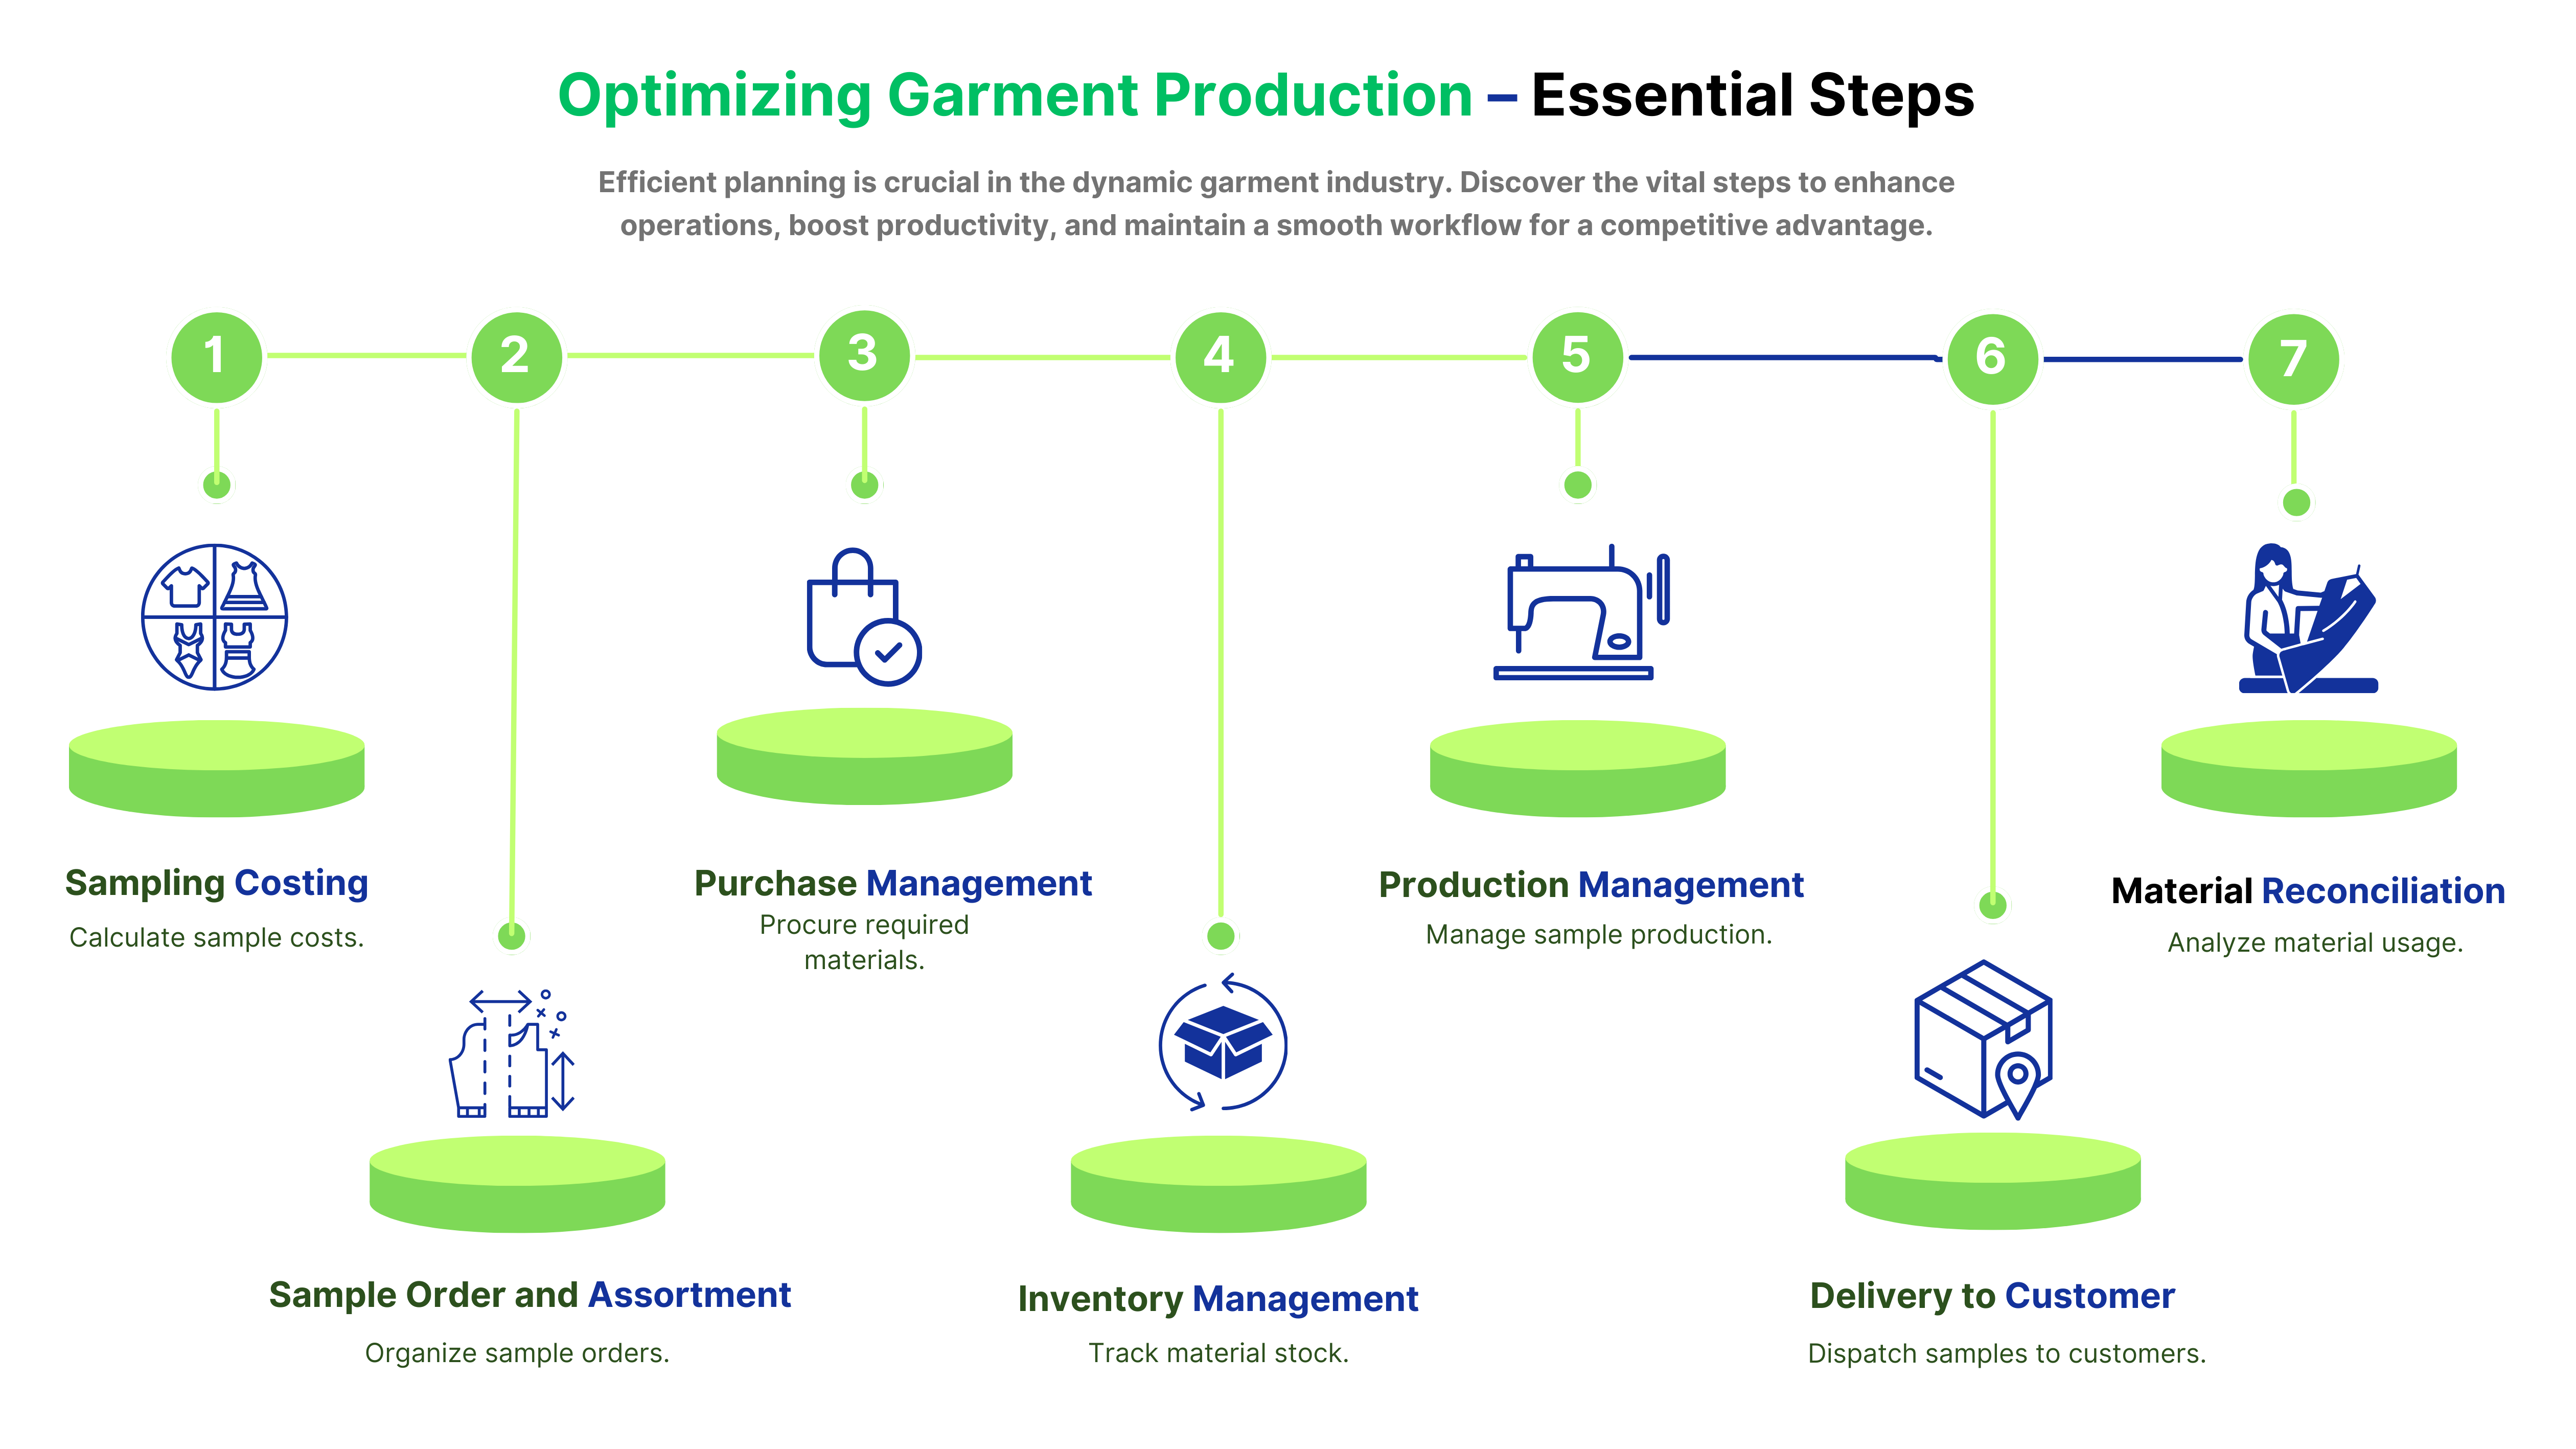 Optimizing Garment Production – Essential Steps
Efficient planning is crucial in the dynamic garment industry. Discover the vital steps to enhance
operations, boost productivity, and maintain a smooth workflow for a competitive advantage.
1
2
3
4
5
6
7
Sampling Costing
Calculate sample costs.
Sample Order and Assortment
Organize sample orders.
Purchase Management
Procure required
materials.
Inventory Management
Track material stock.
Production Management
Manage sample production.
Delivery to Customer
Dispatch samples to customers.
Material Reconciliation
Analyze material usage.